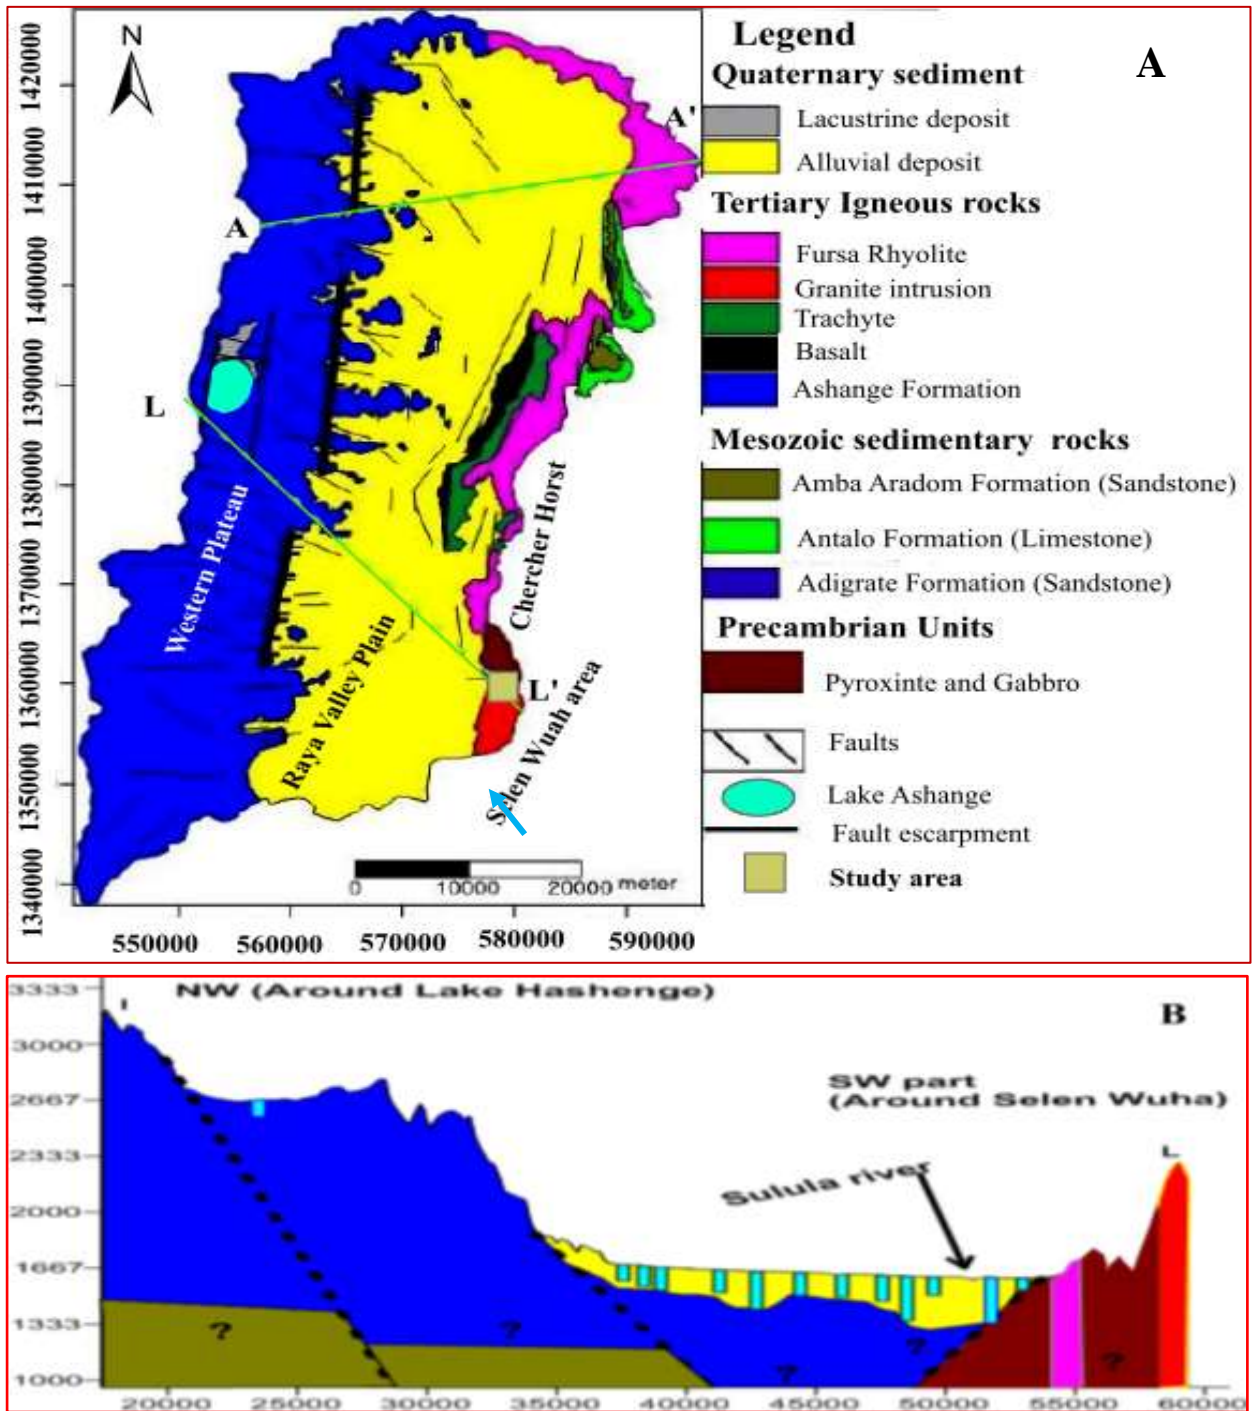 A
N
Legend
Quaternary sediment
Lacustrine deposit
Alluvial deposit
Tertiary Igneous rocks
Fursa Rhyolite
Granite intrusion
Trachyte
Basalt
Ashange Formation
Mesozoic sedimentary rocks
Amba Aradom Formation (Sandstone)
Antalo Formation (Limestone)
Adigrate Formation (Sandstone)
Precambrian Units
Pyroxinte and Gabbro
Faults
Lake Ashange
Fault escarpment
Study area
A'
A
L
L'
Western Plateau
Raya Valley Plain
Chercher Horst
Selen Wuah area
1420000
1410000
1400000
1390000
1380000
1370000
1360000
1350000
1340000
0 10000 20000 meter
550000 560000 570000 580000 590000
B
NW (Around Lake Hashenge)
SW part
(Around Selen Wuha)
Sulula river
L
3333
3000
2667
2333
2000
1667
1333
1000
? ? ? ? ?
20000 25000 30000 35000 40000 45000 50000 55000 60000